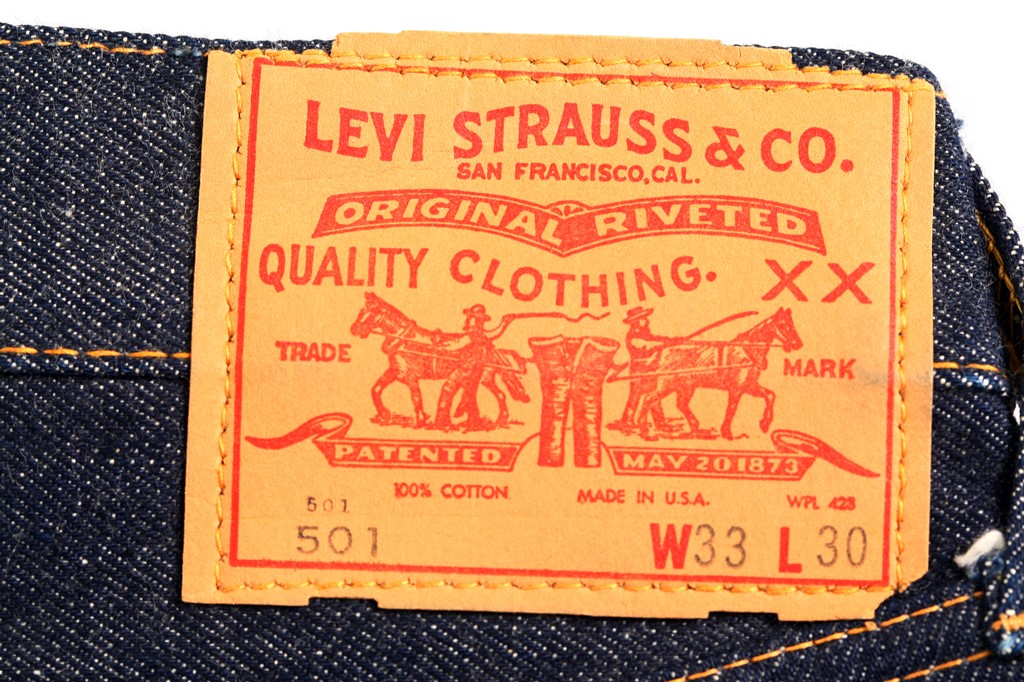 LEVI STRAUSS & CO.
SAN FRANCISCO, CAL.
ORIGINAL RIVETED
QUALITY CLOTHING. XX
TRADE MARK
PATENTED MAY 20 1873
100% COTTON MADE IN U.S.A. WPL 423
501
501 W33 L30